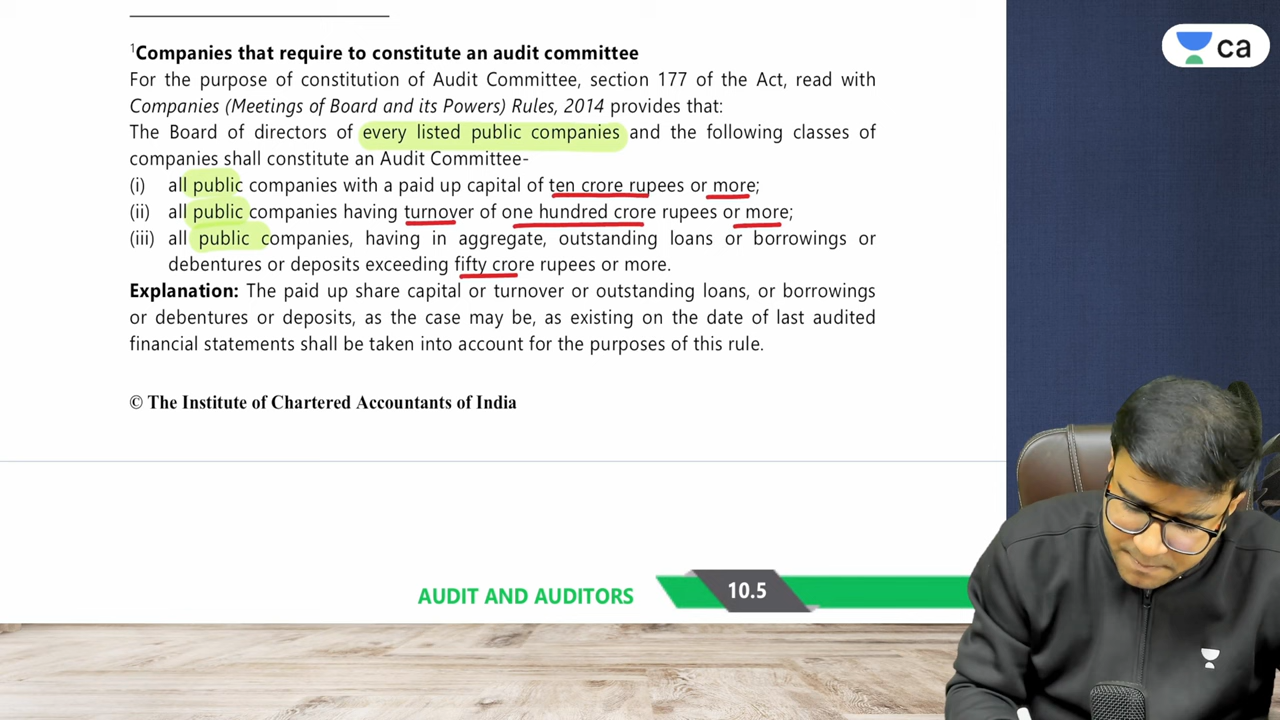 ca
¹Companies that require to constitute an audit committee
For the purpose of constitution of Audit Committee, section 177 of the Act, read with
Companies (Meetings of Board and its Powers) Rules, 2014 provides that:
The Board of directors of every listed public companies and the following classes of
companies shall constitute an Audit Committee-
(i) all public companies with a paid up capital of ten crore rupees or more;
(ii) all public companies having turnover of one hundred crore rupees or more;
(iii) all public companies, having in aggregate, outstanding loans or borrowings or
debentures or deposits exceeding fifty crore rupees or more.
Explanation: The paid up share capital or turnover or outstanding loans, or borrowings
or debentures or deposits, as the case may be, as existing on the date of last audited
financial statements shall be taken into account for the purposes of this rule.
© The Institute of Chartered Accountants of India
AUDIT AND AUDITORS 10.5